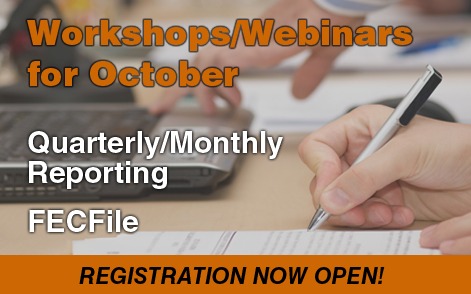 Workshops/Webinars
for October
Quarterly/Monthly
Reporting
FECFile
REGISTRATION NOW OPEN!